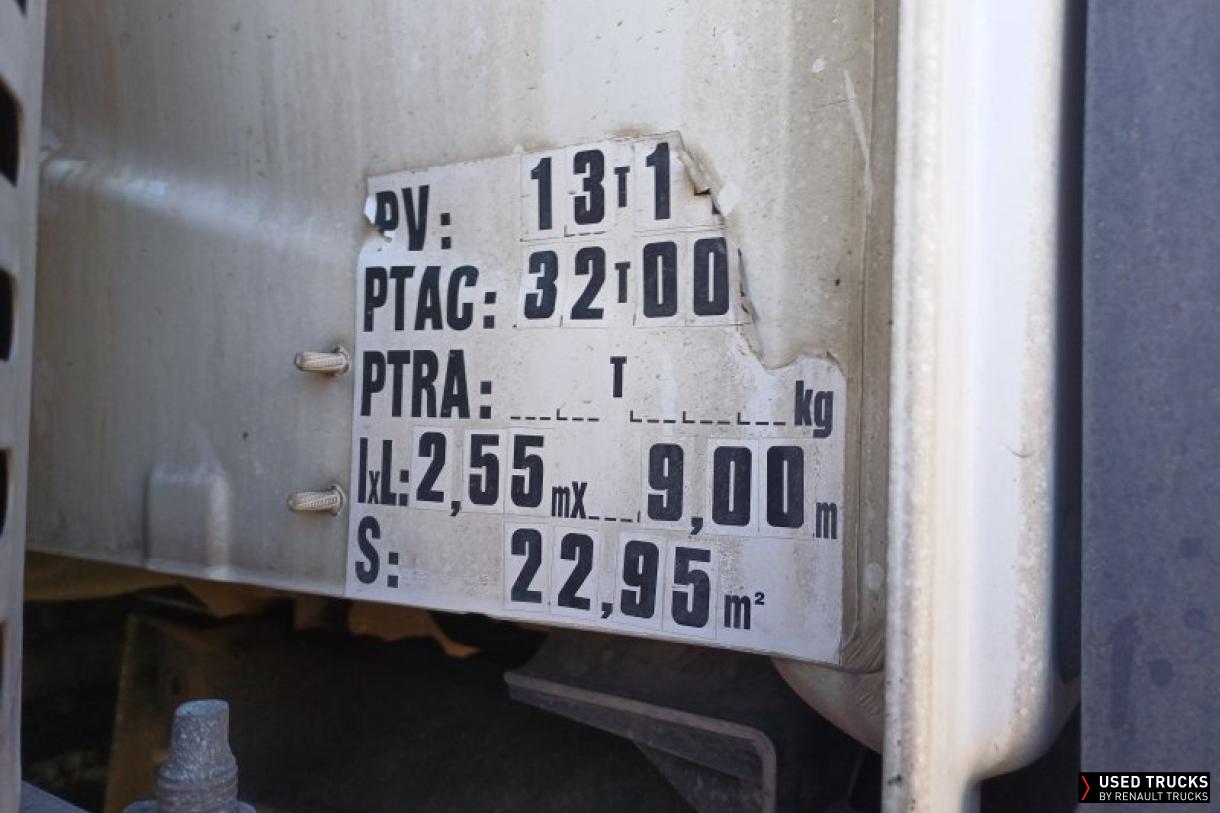 PV: 13T1
PTAC: 32T00
PTRA: T kg
lxL: 2,55 mx 9,00 m
S: 22,95 m²
USED TRUCKS
BY RENAULT TRUCKS